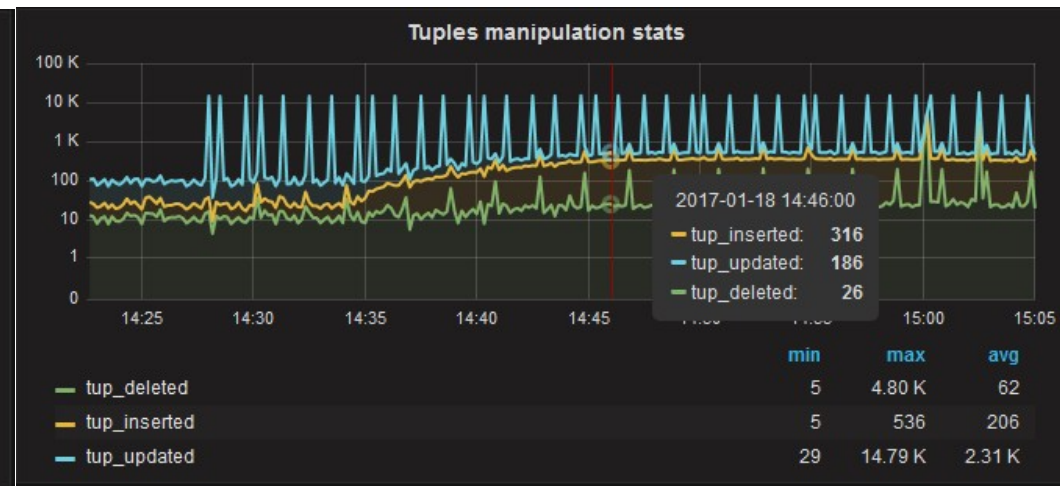 Tuples manipulation stats
100 K
10 K
1 K
100
10
1
0
2017-01-18 14:46:00
tup_inserted: 316
tup_updated: 186
tup_deleted: 26
14:25 14:30 14:35 14:40 14:45 15:00 15:05
min max avg
tup_deleted 5 4.80 K 62
tup_inserted 5 536 206
tup_updated 29 14.79 K 2.31 K